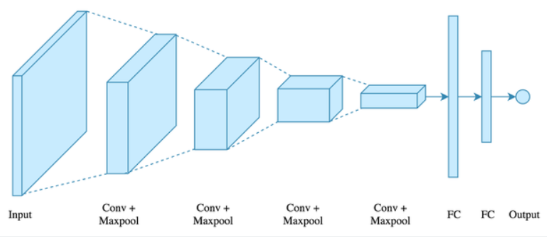 Input
Conv +
Maxpool
Conv +
Maxpool
Conv +
Maxpool
Conv +
Maxpool
FC
FC
Output